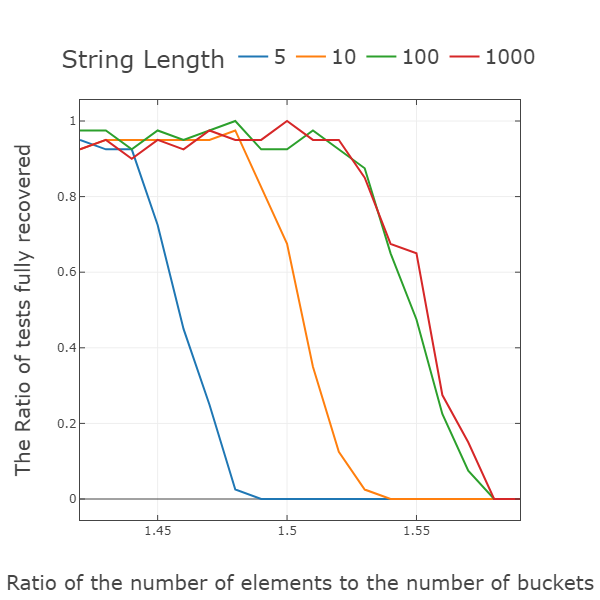 String Length 5 10 100 1000
The Ratio of tests fully recovered
1
0.8
0.6
0.4
0.2
0
1.45 1.5 1.55
Ratio of the number of elements to the number of buckets